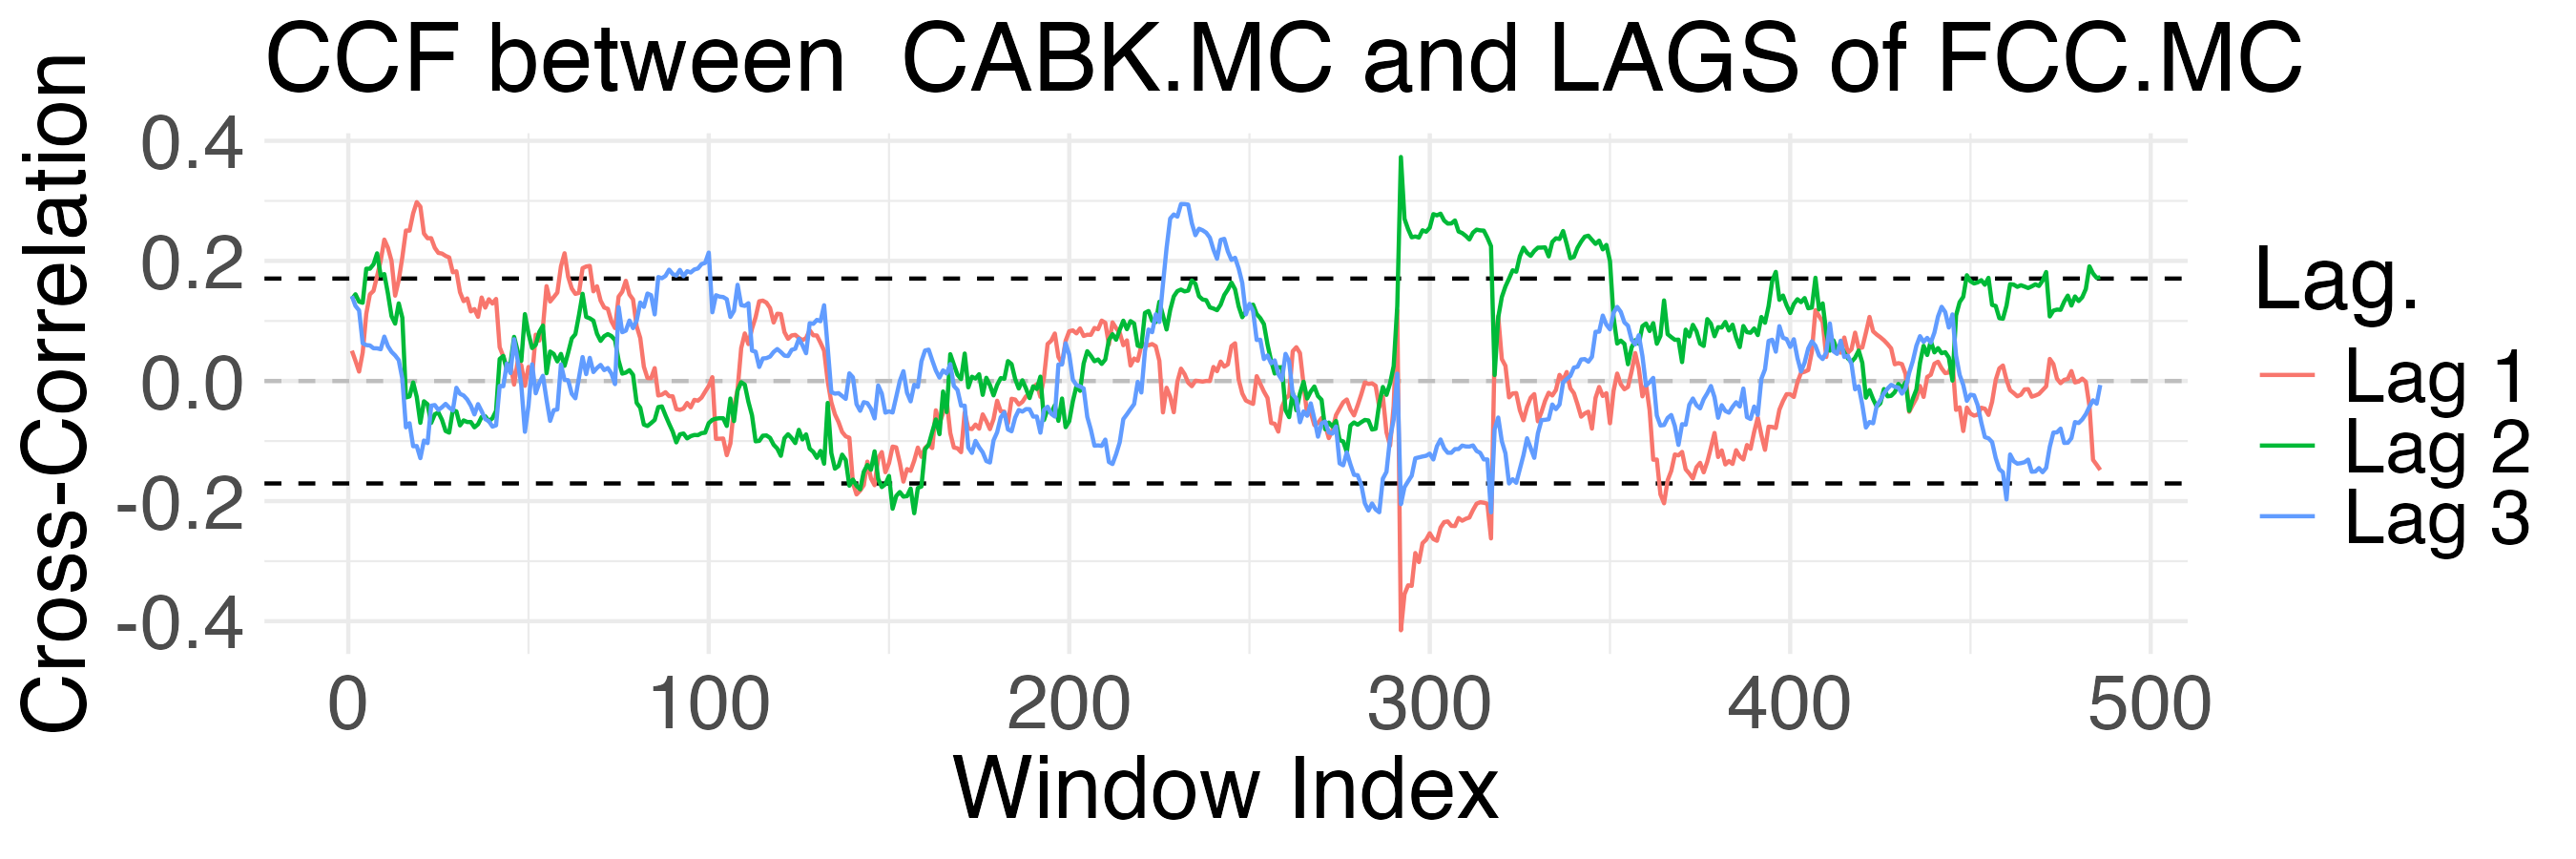 CCF between  CABK.MC and LAGS of FCC.MC
Cross-Correlation
0.4
0.2
0.0
-0.2
-0.4
0 100 200 300 400 500
Window Index
Lag.
Lag 1
Lag 2
Lag 3